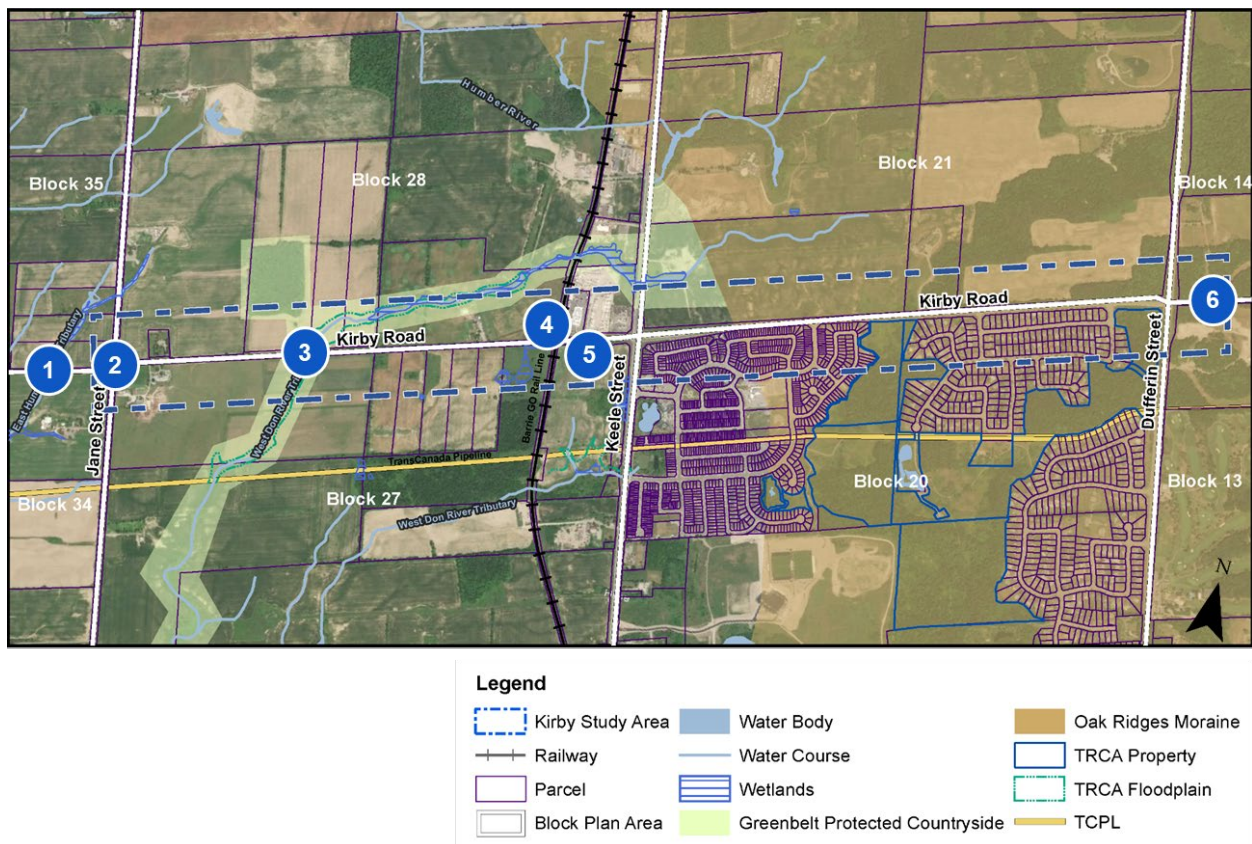 Humber River
Block 21
Block 28
Block 35
Block 14
Kirby Road
Kirby Road
Tributary
1
2
3
4
5
6
Jane Street
Keele Street
Dufferin Street
Barrie GO Rail Line
West Don River
East
TransCanada Pipeline
Block 34
Block 27
Block 20
Block 13
West Don River Tributary
N
Legend
Kirby Study Area
Railway
Parcel
Block Plan Area
Water Body
Water Course
Wetlands
Greenbelt Protected Countryside
Oak Ridges Moraine
TRCA Property
TRCA Floodplain
TCPL